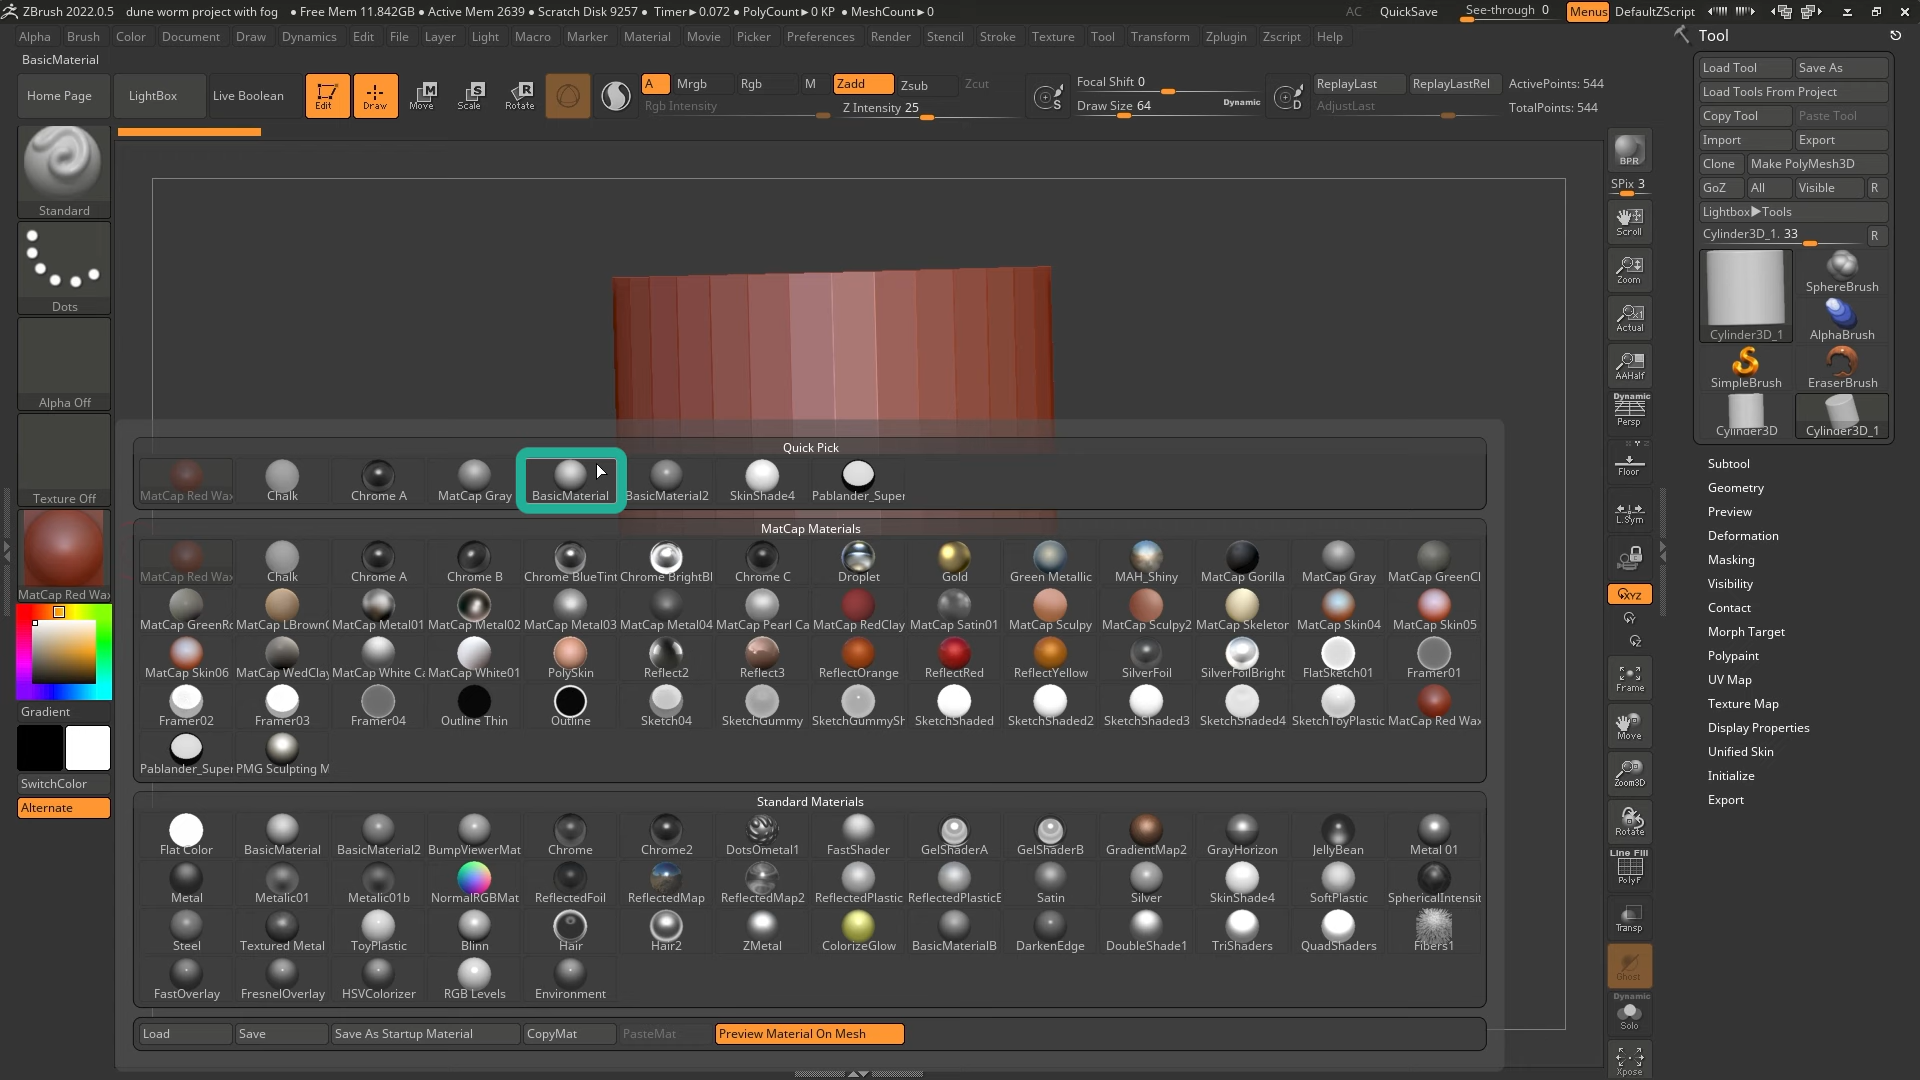 ZBrush 2022.0.5 dune worm project with fog ● Free Mem 11.842GB ● Active Mem 2639 ● Scratch Disk 9257 ● Timer►0.072 ● PolyCount►0 KP ● MeshCount►0 AC QuickSave See-through 0 Menus DefaultZScript
Alpha Brush Color Document Draw Dynamics Edit File Layer Light Macro Marker Material Movie Picker Preferences Render Stencil Stroke Texture Tool Transform Zplugin Zscript Help
BasicMaterial
Home Page LightBox Live Boolean Edit Draw Move Scale Rotate
A Mrgb Rgb M Zadd Zsub Zcut
Rgb Intensity Z Intensity 25
S Focal Shift 0
Draw Size 64 Dynamic
D ReplayLast ReplayLastRel ActivePoints: 544
AdjustLast TotalPoints: 544
Standard
Dots
Alpha Off
Texture Off
MatCap Red Wax
Gradient
SwitchColor
Alternate
Quick Pick
MatCap Red Wax Chalk Chrome A MatCap Gray BasicMaterial BasicMaterial2 SkinShade4 Pablander_Super
MatCap Materials
MatCap Red Wax Chalk Chrome A Chrome B Chrome BlueTint Chrome BrightBl Chrome C Droplet Gold Green Metallic MAH_Shiny MatCap Gorilla MatCap Gray MatCap GreenCl
MatCap GreenRo MatCap LBrownC MatCap Metal01 MatCap Metal02 MatCap Metal03 MatCap Metal04 MatCap Pearl Ca MatCap RedClay MatCap Satin01 MatCap Sculpy MatCap Sculpy2 MatCap Skeletor MatCap Skin04 MatCap Skin05
MatCap Skin06 MatCap WedClay MatCap White Ca MatCap White01 PolySkin Reflect2 Reflect3 ReflectOrange ReflectRed ReflectYellow SilverFoil SilverFoilBright FlatSketch01 Framer01
Framer02 Framer03 Framer04 Outline Thin Outline Sketch04 SketchGummy SketchGummySh SketchShaded SketchShaded2 SketchShaded3 SketchShaded4 SketchToyPlastic MatCap Red Wax
Pablander_Super PMG Sculpting M
Standard Materials
Flat Color BasicMaterial BasicMaterial2 BumpViewerMat Chrome Chrome2 DotsOmetal1 FastShader GelShaderA GelShaderB GradientMap2 GrayHorizon JellyBean Metal 01
Metal Metalic01 Metalic01b NormalRGBMat ReflectedFoil ReflectedMap ReflectedMap2 ReflectedPlastic ReflectedPlasticE Satin Silver SkinShade4 SoftPlastic SphericalIntensit
Steel Textured Metal ToyPlastic Blinn Hair Hair2 ZMetal ColorizeGlow BasicMaterialB DarkenEdge DoubleShade1 TriShaders QuadShaders Fibers1
FastOverlay FresnelOverlay HSVColorizer RGB Levels Environment
Load Save Save As Startup Material CopyMat PasteMat Preview Material On Mesh
BPR
SPix 3
Scroll
Zoom
Actual
AAHalf
Dynamic
Persp
Floor
L.Sym
XYZ
Y
Z
Frame
Move
Zoom3D
Rotate
Line Fill
PolyF
Transp
Ghost
Dynamic
Solo
Xpose
Tool
Load Tool Save As
Load Tools From Project
Copy Tool Paste Tool
Import Export
Clone Make PolyMesh3D
GoZ All Visible R
Lightbox►Tools
Cylinder3D_1. 33 R
Cylinder3D_1 SphereBrush
AlphaBrush
SimpleBrush EraserBrush
Cylinder3D Cylinder3D_1
Subtool
Geometry
Preview
Deformation
Masking
Visibility
Contact
Morph Target
Polypaint
UV Map
Texture Map
Display Properties
Unified Skin
Initialize
Export